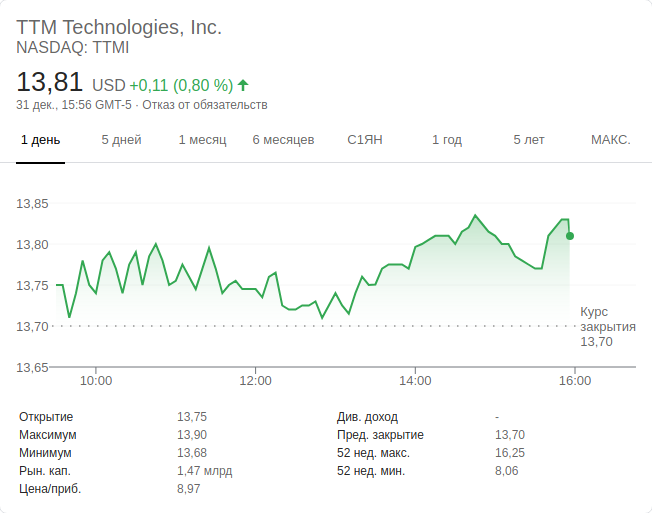 TTM Technologies, Inc.
NASDAQ: TTMI
13,81 USD +0,11 (0,80 %)
31 дек., 15:56 GMT-5 · Отказ от обязательств
1 день 5 дней 1 месяц 6 месяцев С1ЯН 1 год 5 лет МАКС.
13,85
13,80
13,75
13,70
13,65
Курс
закрытия
13,70
10:00 12:00 14:00 16:00
Открытие 13,75 Див. доход -
Максимум 13,90 Пред. закрытие 13,70
Минимум 13,68 52 нед. макс. 16,25
Рын. кап. 1,47 млрд 52 нед. мин. 8,06
Цена/приб. 8,97